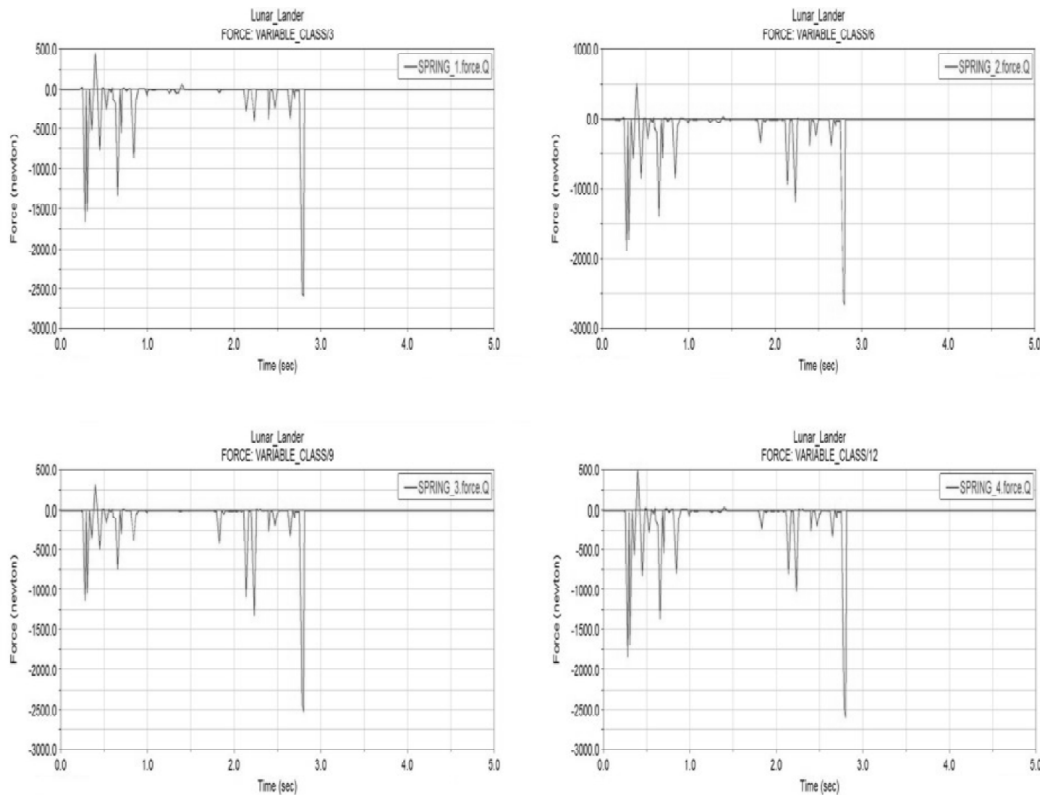 Lunar_Lander
FORCE: VARIABLE_CLASS/3
SPRING_1.force.Q
500.0
0.0
-500.0
-1000.0
-1500.0
-2000.0
-2500.0
-3000.0
Force (newton)
0.0 1.0 2.0 3.0 4.0 5.0
Time (sec)
Lunar_Lander
FORCE: VARIABLE_CLASS/6
SPRING_2.force.Q
1000.0
0.0
-1000.0
-2000.0
-3000.0
Force (newton)
0.0 1.0 2.0 3.0 4.0 5.0
Time (sec)
Lunar_Lander
FORCE: VARIABLE_CLASS/9
SPRING_3.force.Q
500.0
0.0
-500.0
-1000.0
-1500.0
-2000.0
-2500.0
-3000.0
Force (newton)
0.0 1.0 2.0 3.0 4.0 5.0
Time (sec)
Lunar_Lander
FORCE: VARIABLE_CLASS/12
SPRING_4.force.Q
500.0
0.0
-500.0
-1000.0
-1500.0
-2000.0
-2500.0
-3000.0
Force (newton)
0.0 1.0 2.0 3.0 4.0 5.0
Time (sec)